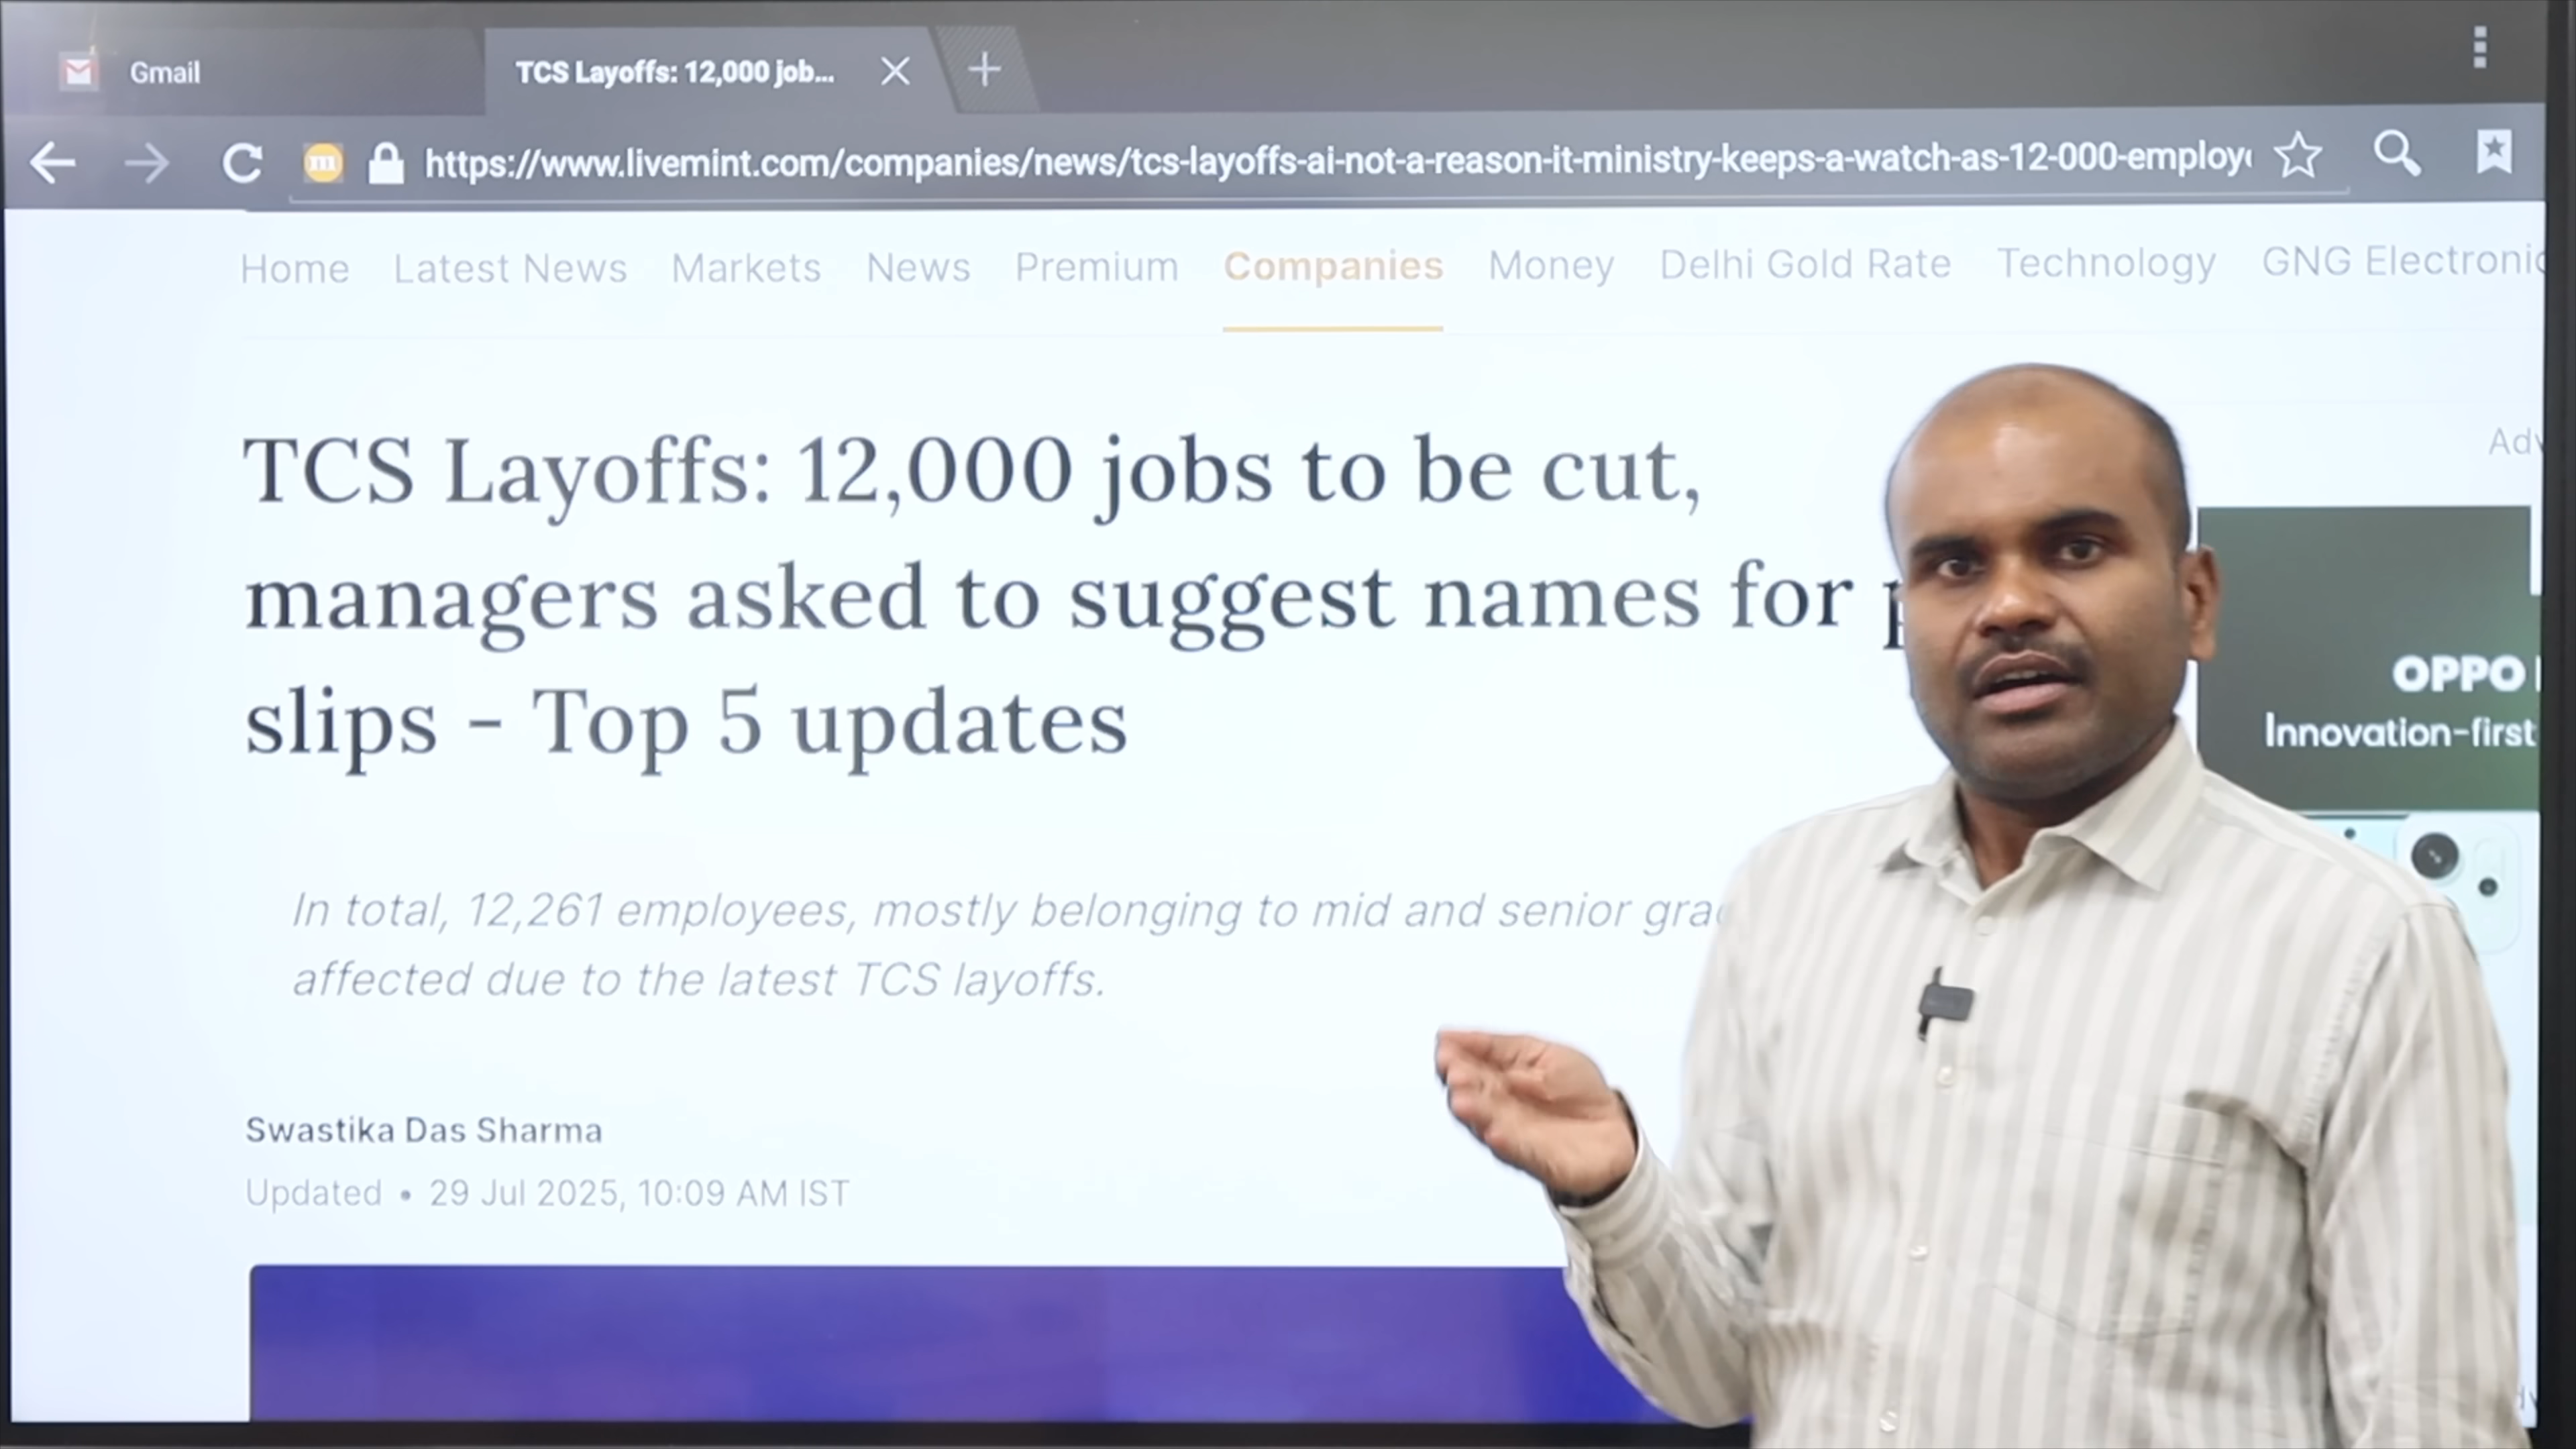 Gmail
TCS Layoffs: 12,000 job...
https://www.livemint.com/companies/news/tcs-layoffs-ai-not-a-reason-it-ministry-keeps-a-watch-as-12-000-employ
Home Latest News Markets News Premium Companies Money Delhi Gold Rate Technology GNG Electronic
TCS Layoffs: 12,000 jobs to be cut,
managers asked to suggest names for
slips - Top 5 updates
OPPO
Innovation-first
In total, 12,261 employees, mostly belonging to mid and senior
affected due to the latest TCS layoffs.
Swastika Das Sharma
Updated • 29 Jul 2025, 10:09 AM IST